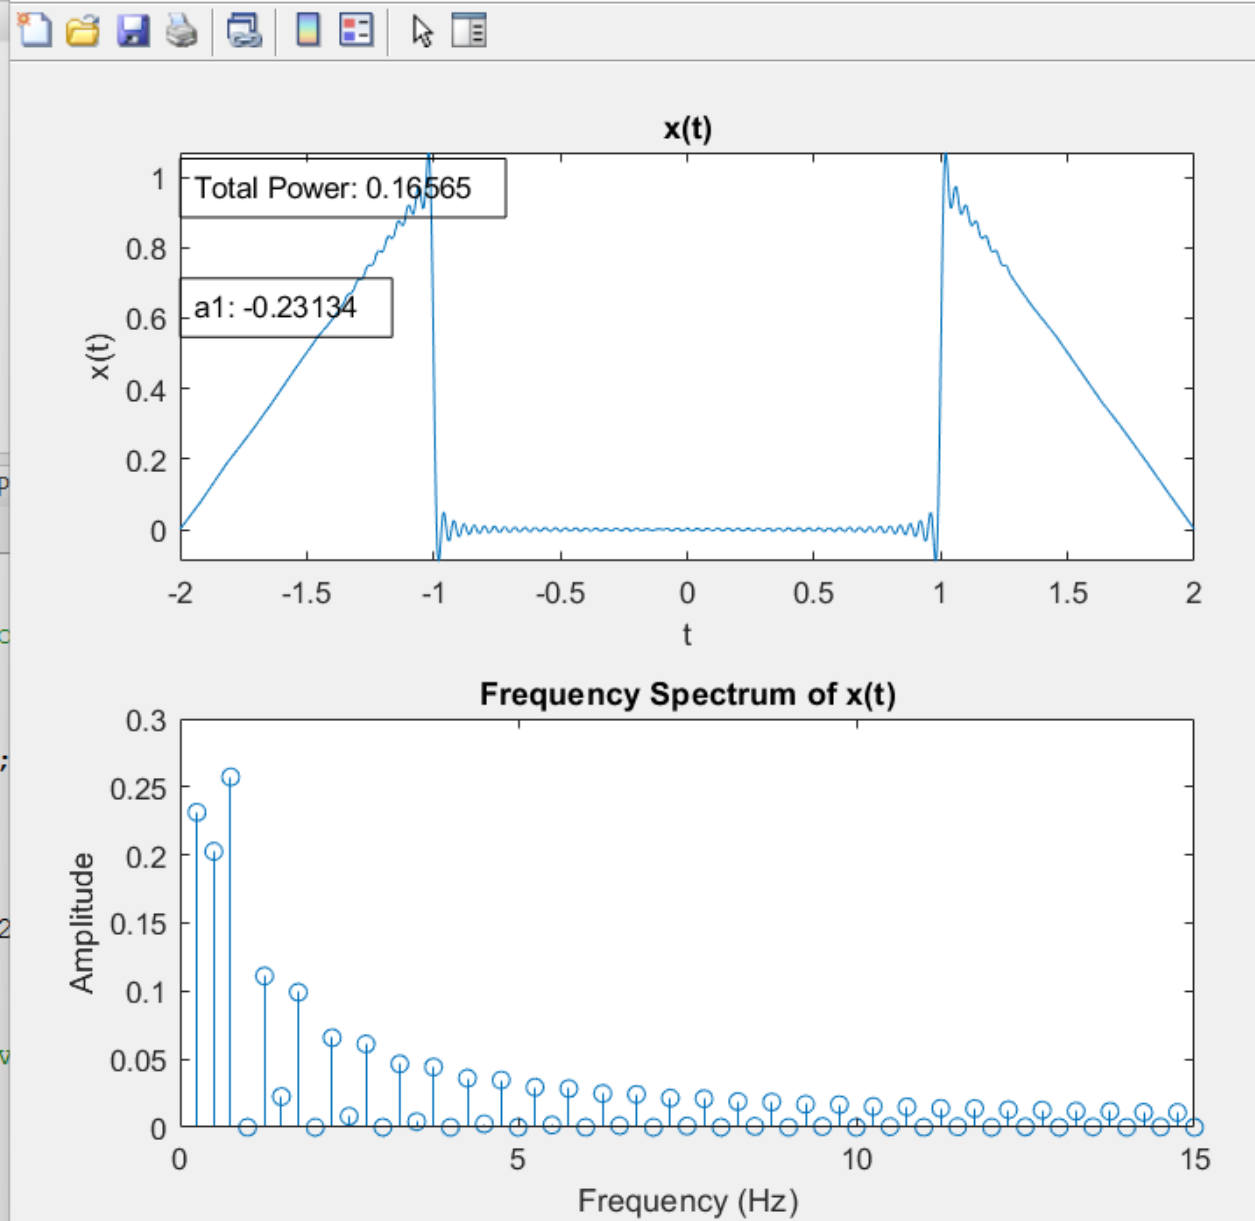 x(t)
1
Total Power: 0.16565
0.8
a1: -0.23134
0.6
x(t)
0.4
0.2
0
-2 -1.5 -1 -0.5 0 0.5 1 1.5 2
t
Frequency Spectrum of x(t)
0.3
0.25
0.2
Amplitude
0.15
0.1
0.05
0
0 5 10 15
Frequency (Hz)